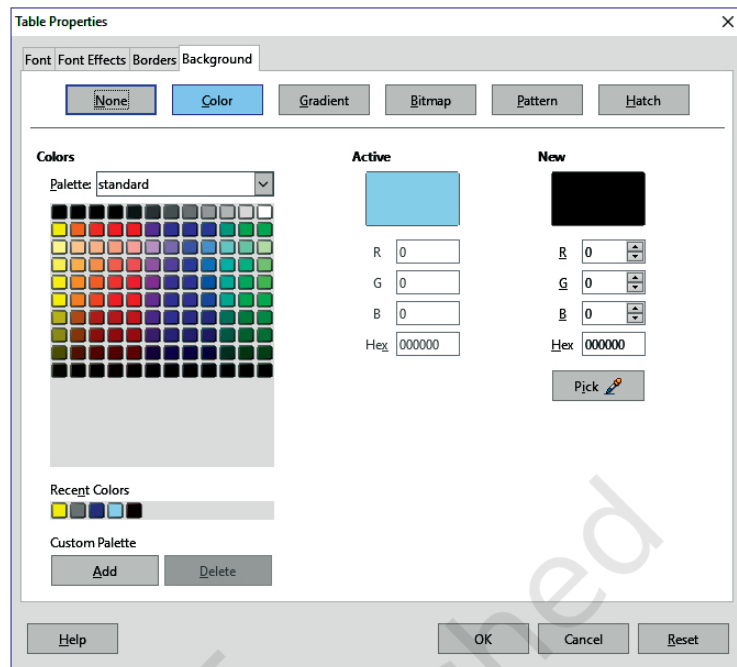 Table Properties
Font Font Effects Borders Background
None Color Gradient Bitmap Pattern Hatch
Colors Active New
Palette: standard
R 0 R 0
G 0 G 0
B 0 B 0
Hex 000000 Hex 000000
Pick
Recent Colors
Custom Palette
Add Delete
Help OK Cancel Reset